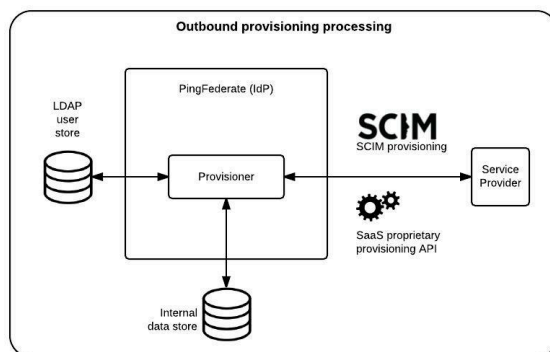 Outbound provisioning processing
PingFederate (IdP)
LDAP
user
store
SCIM
SCIM provisioning
Provisioner
Service
Provider
SaaS proprietary
provisioning API
Internal
data store